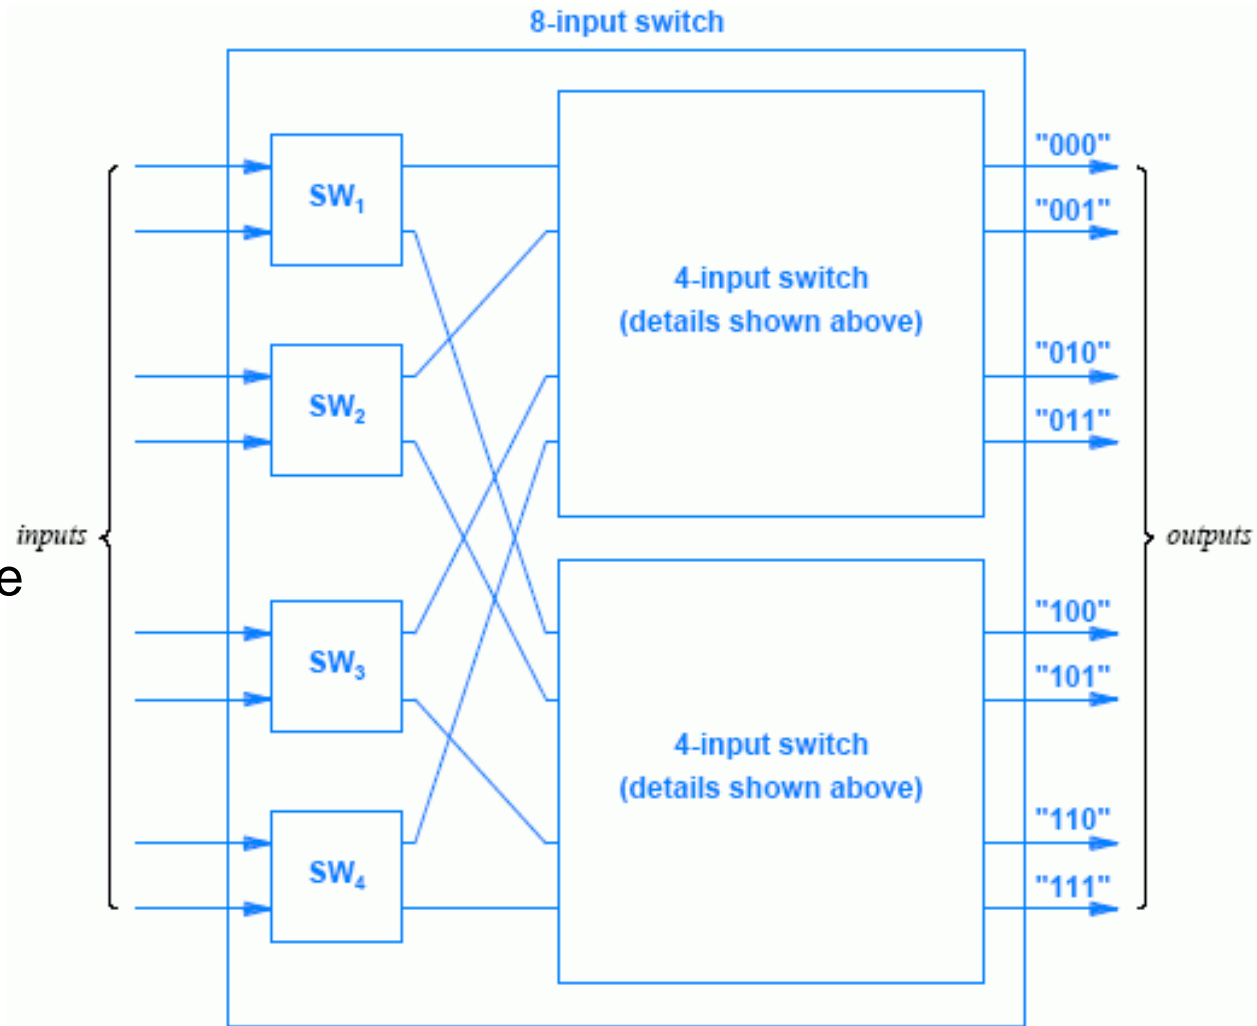 8-input switch
SW1
SW2
SW3
SW4
4-input switch
(details shown above)
4-input switch
(details shown above)
"000"
"001"
"010"
"011"
"100"
"101"
"110"
"111"
inputs
outputs
e